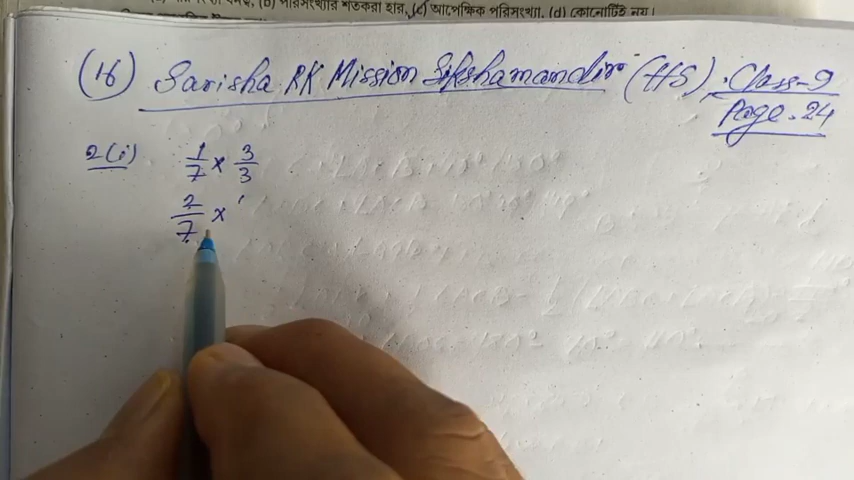 (b) পরিসংখ্যার শতকরা হার, (c) আপেক্ষিক পরিসংখ্যা, (d) কোনোটিই নয়।
(16) Sarisha RK Mission Sikshamandir (HS), Class-9
Page-24
2(i) 1/7 × 3/3
2/7 ×